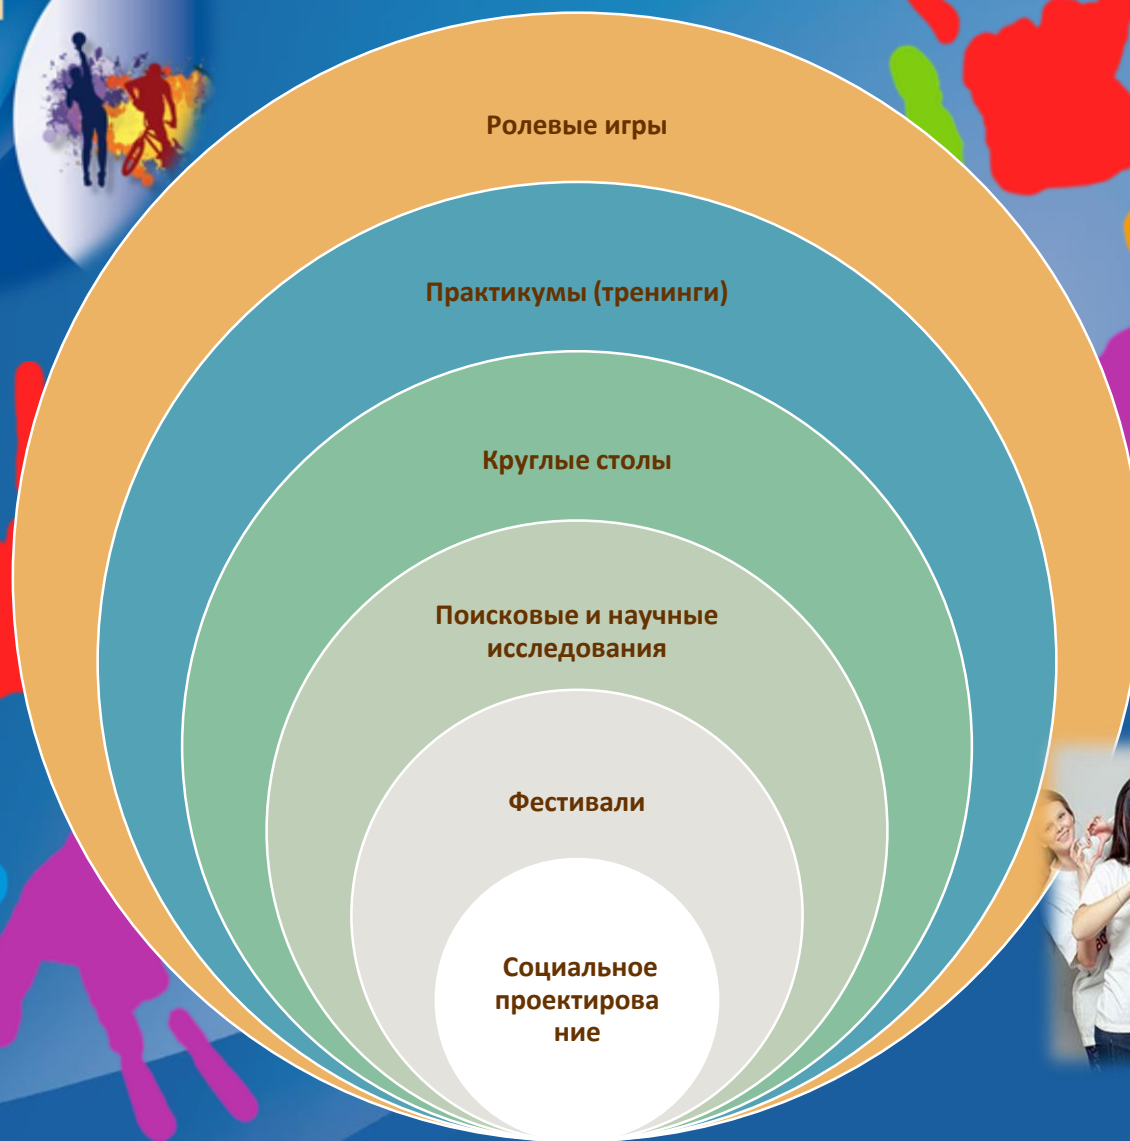 Ролевые игры
Практикумы (тренинги)
Круглые столы
Поисковые и научные
исследования
Фестивали
Социальное
проектирова
ние